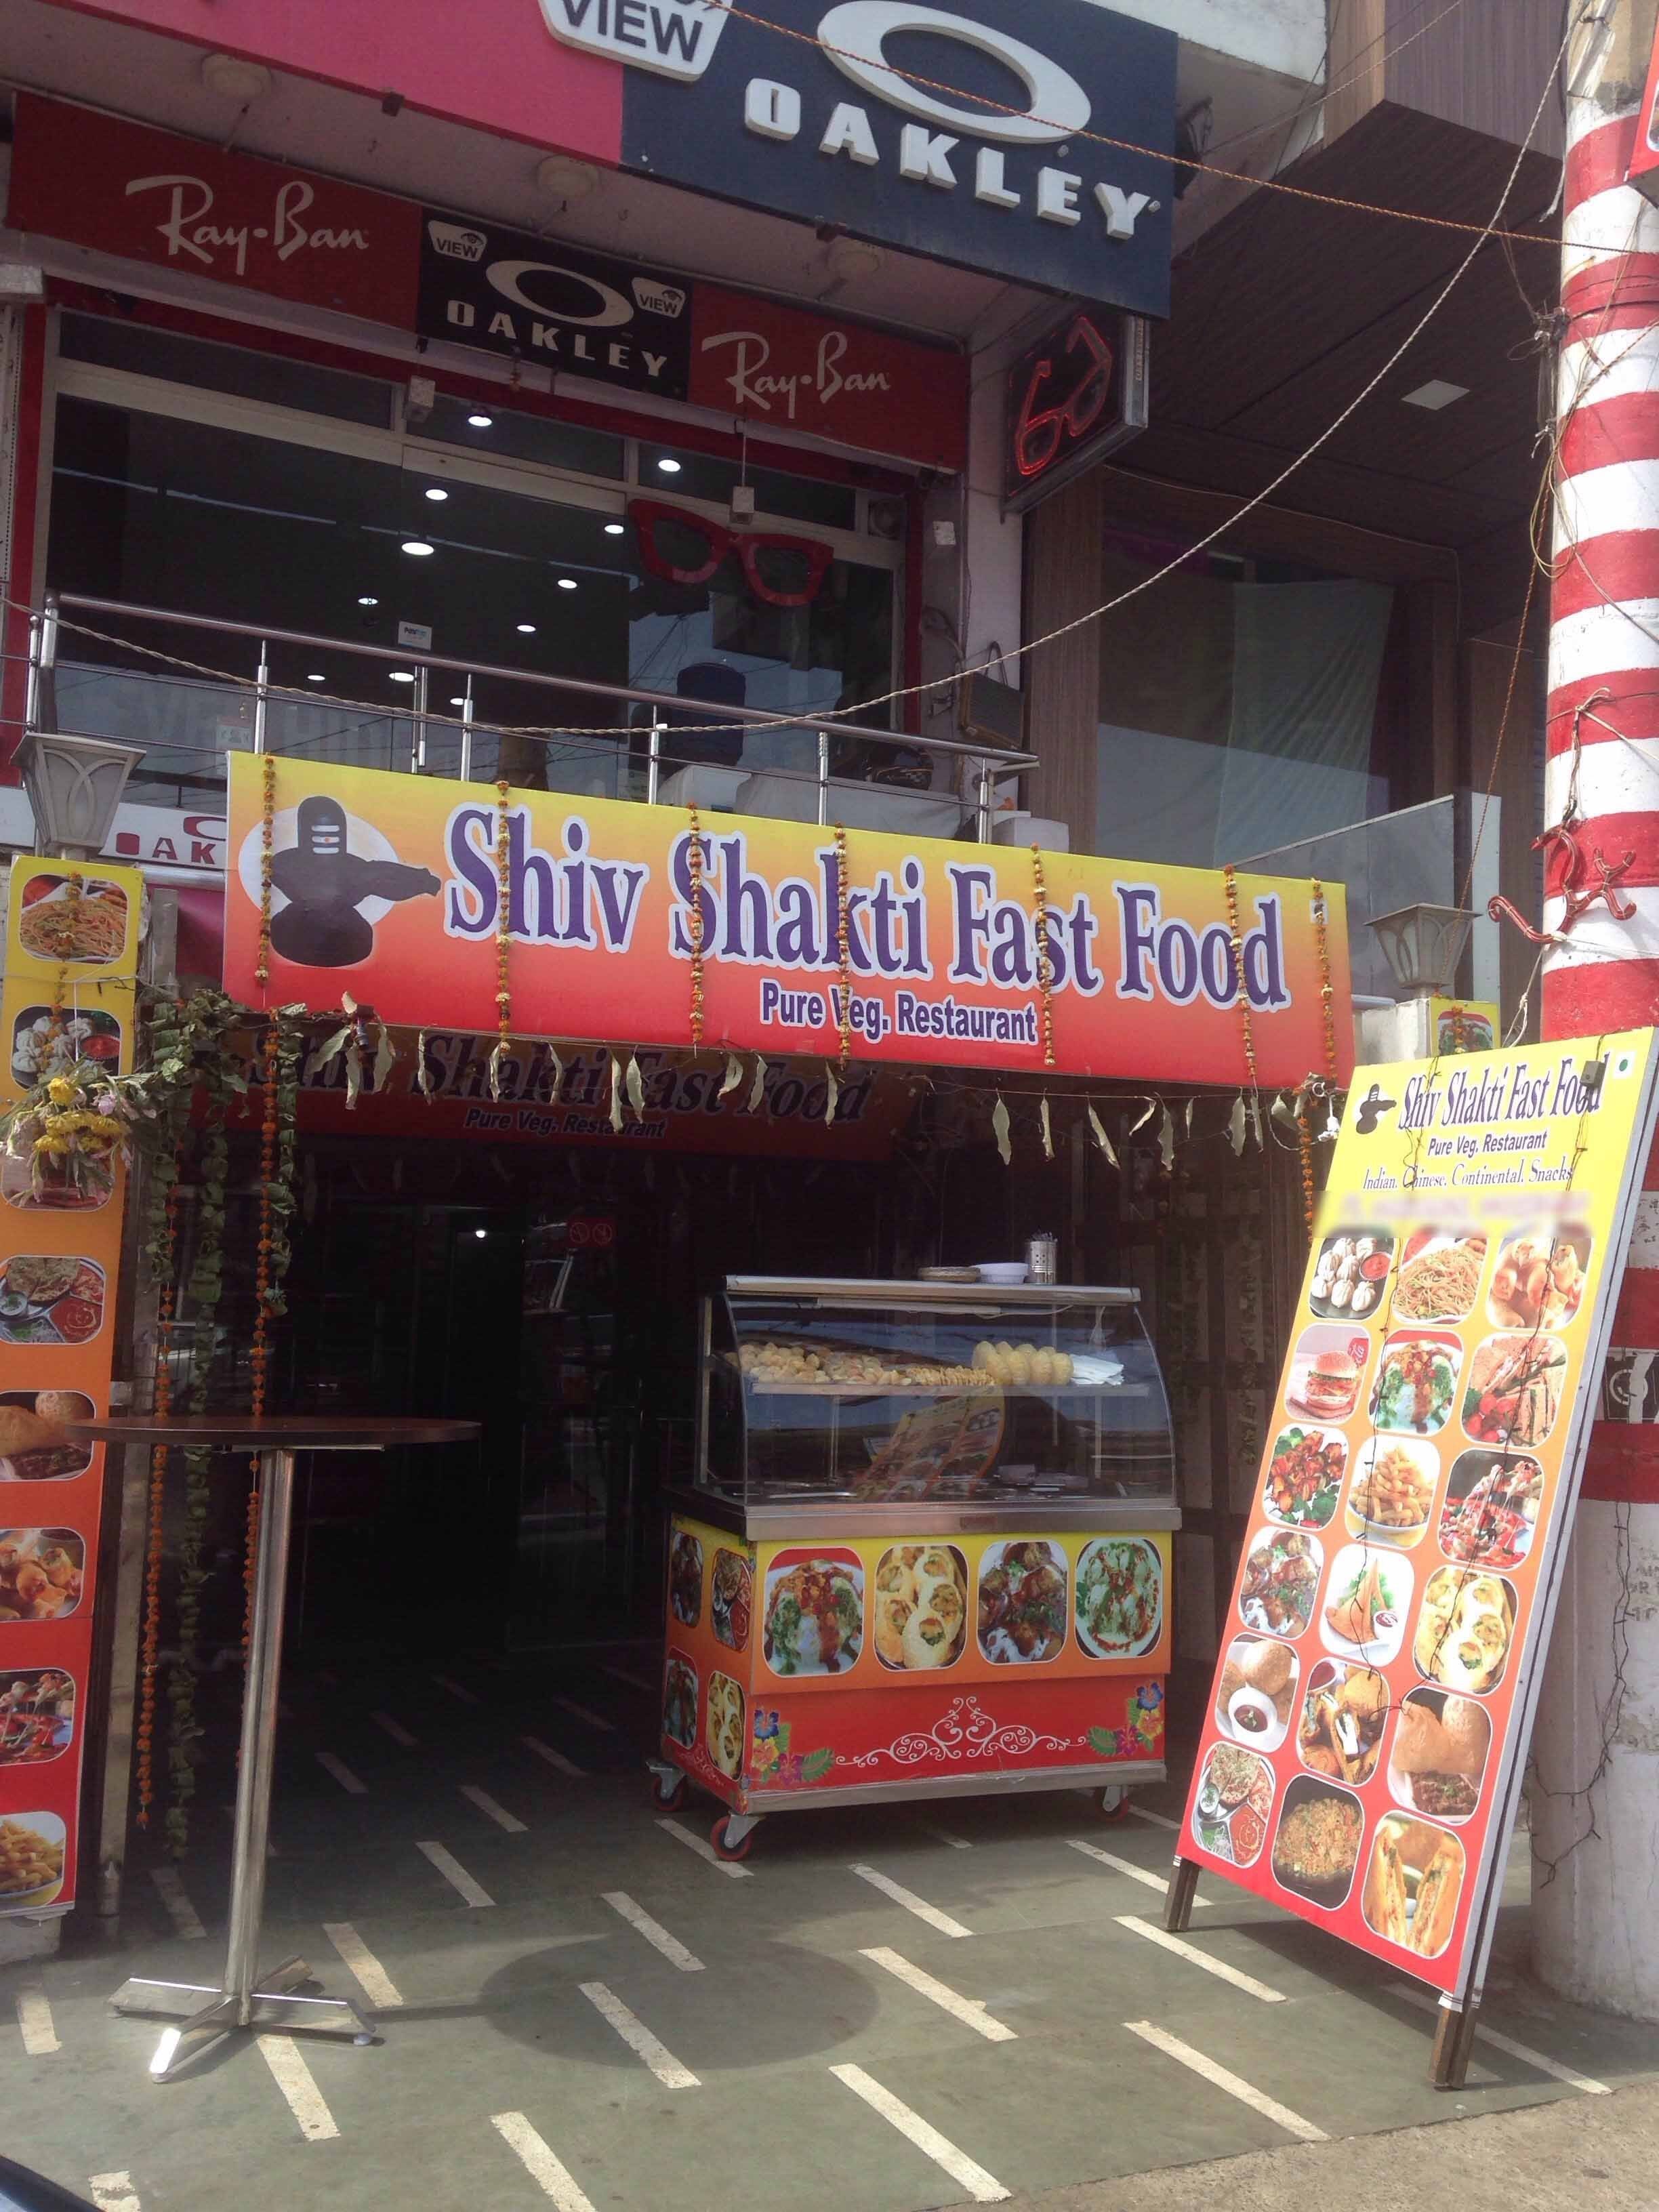 VIEW
OAKLEY
Ray-Ban
VIEW
OAKLEY
VIEW
Ray-Ban
OAK
Shiv Shakti Fast Food
Pure Veg. Restaurant
Shiv Shakti Fast Food
Pure Veg. Restaurant
Shiv Shakti Fast Food
Pure Veg. Restaurant
Indian. Chinese. Continental. Snacks